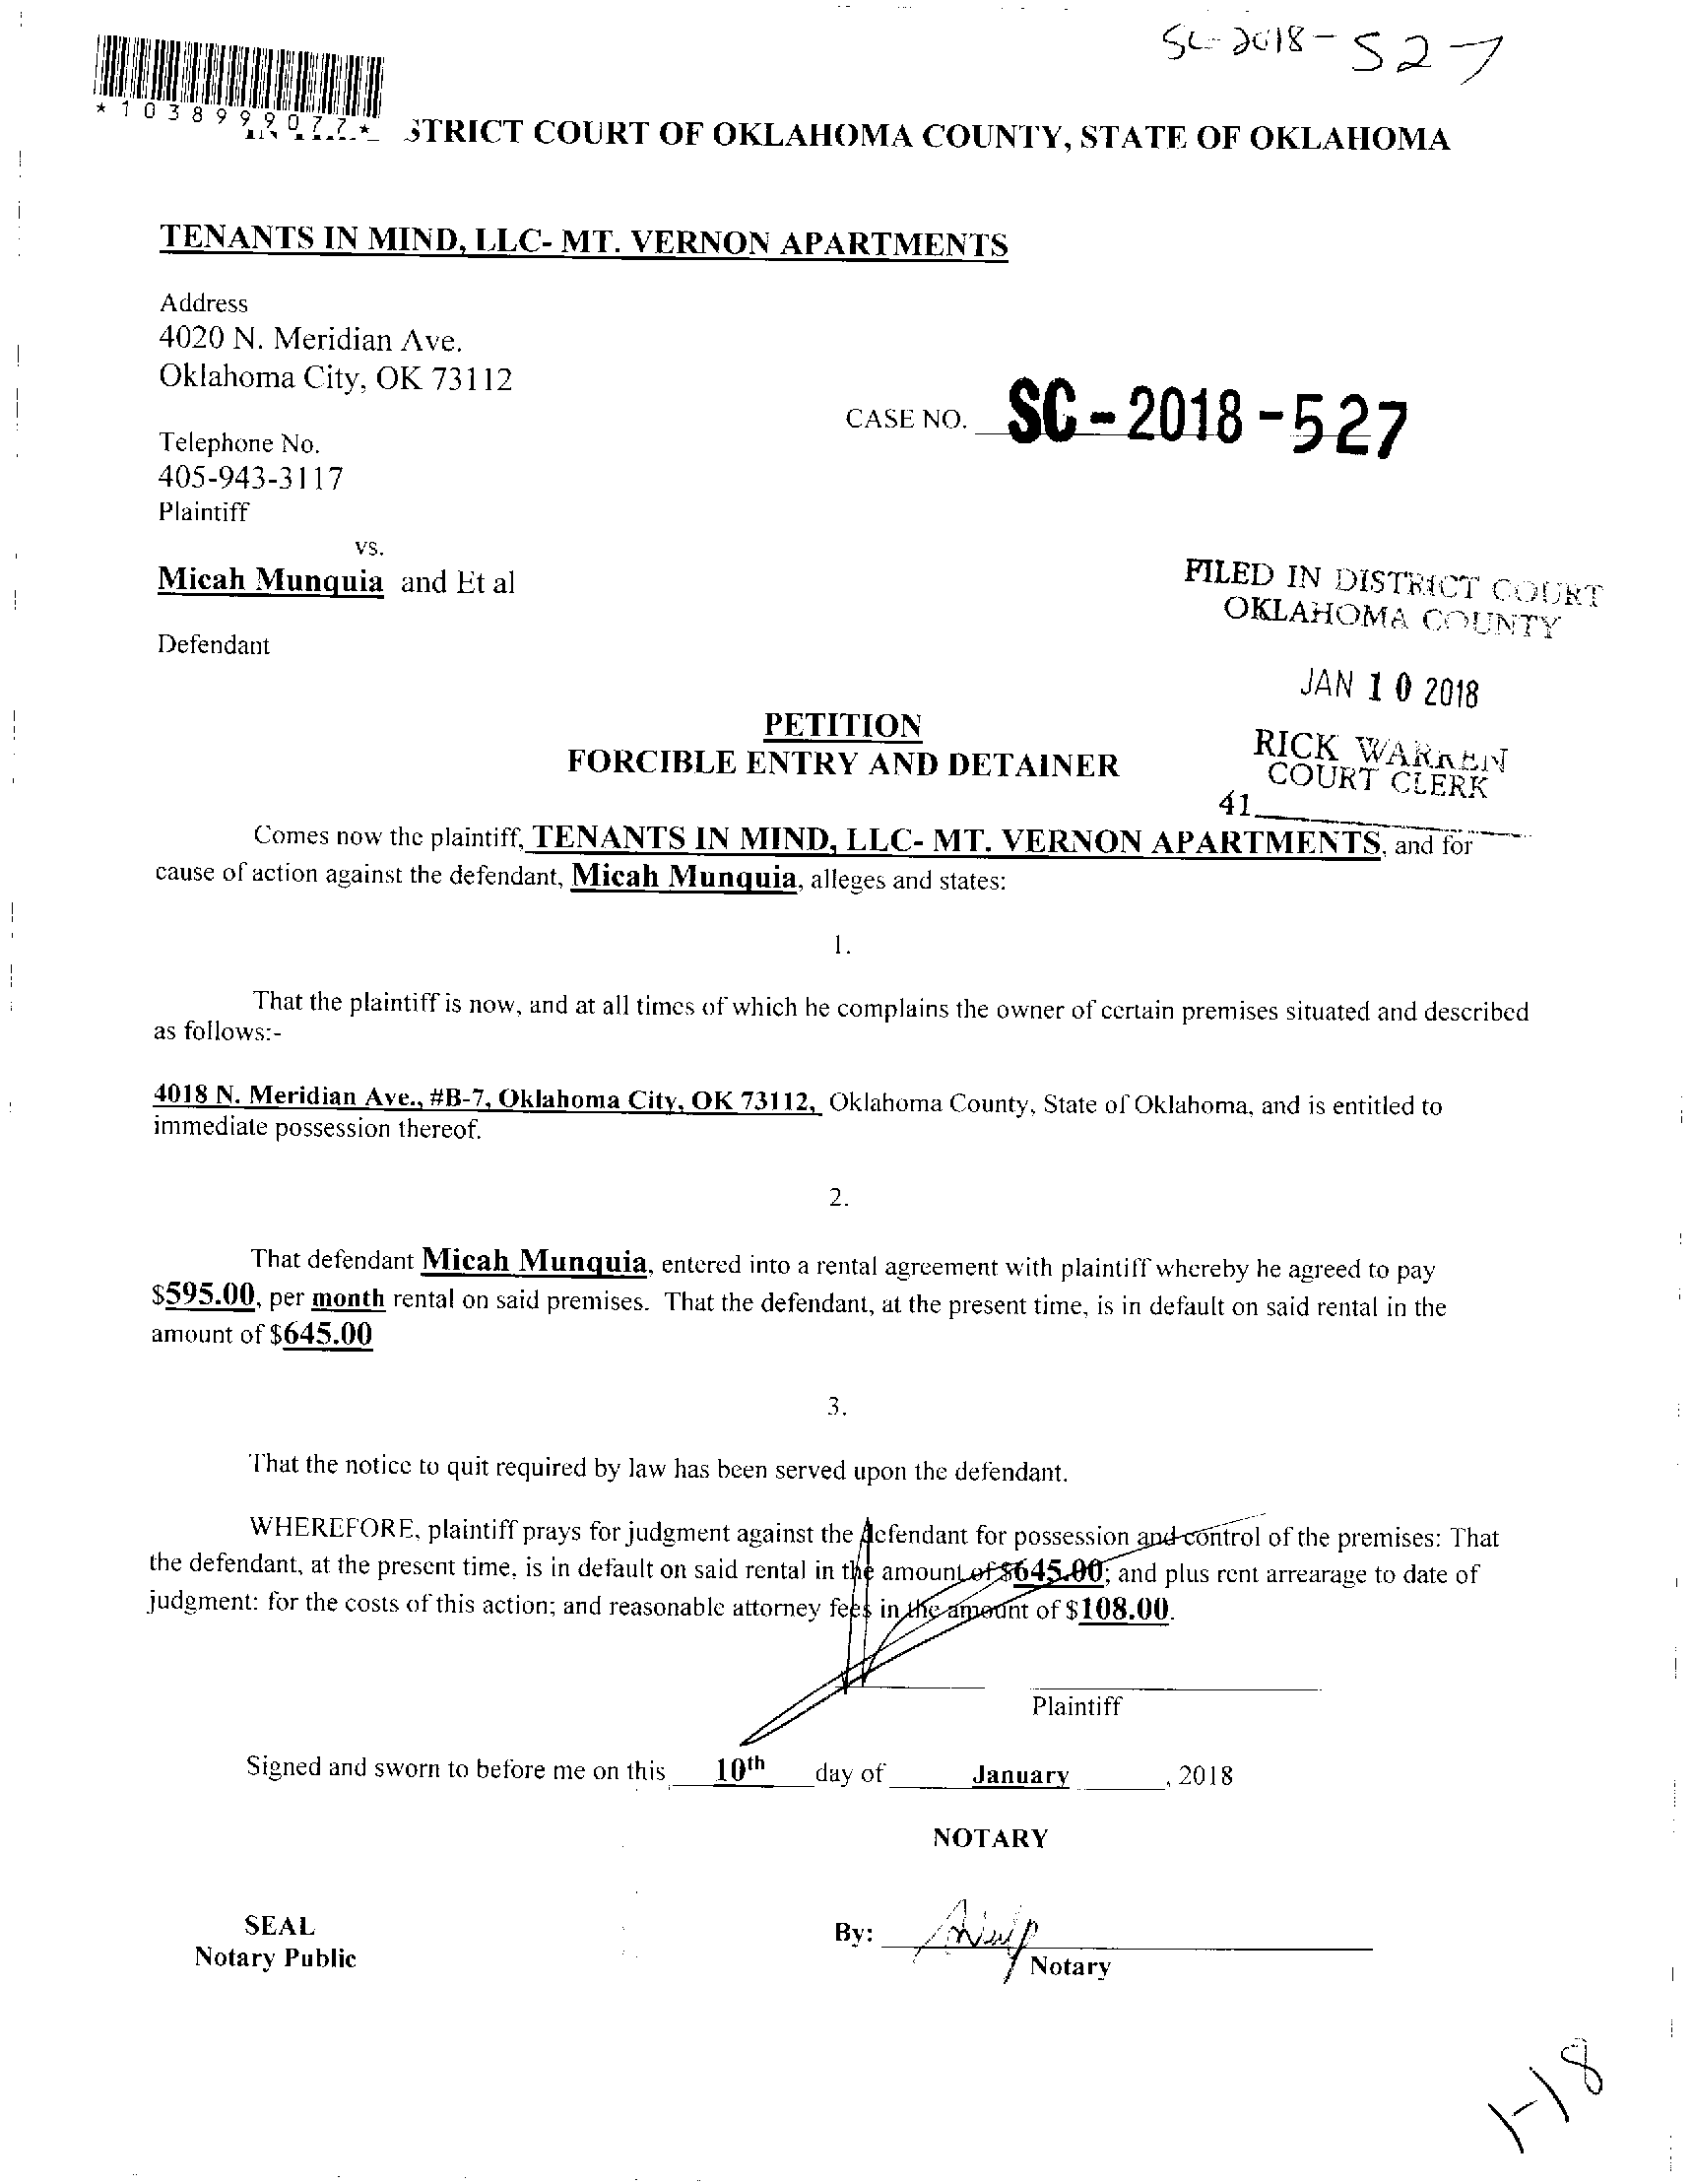 SC-2018-527
*1038999077*
STRICT COURT OF OKLAHOMA COUNTY, STATE OF OKLAHOMA
TENANTS IN MIND, LLC- MT. VERNON APARTMENTS
Address
4020 N. Meridian Ave.
Oklahoma City, OK 73112
CASE NO. SC-2018-527
Telephone No.
405-943-3117
Plaintiff
vs.
Micah Munquia and Et al
Defendant
FILED IN DISTRICT COURT
OKLAHOMA COUNTY
JAN 10 2018
RICK WARREN
COURT CLERK
41
PETITION
FORCIBLE ENTRY AND DETAINER
Comes now the plaintiff, TENANTS IN MIND, LLC- MT. VERNON APARTMENTS, and for
cause of action against the defendant, Micah Munquia, alleges and states:
1.
That the plaintiff is now, and at all times of which he complains the owner of certain premises situated and described
as follows:-
4018 N. Meridian Ave., #B-7, Oklahoma City, OK 73112, Oklahoma County, State of Oklahoma, and is entitled to
immediate possession thereof.
2.
That defendant Micah Munquia, entered into a rental agreement with plaintiff whereby he agreed to pay
$595.00, per month rental on said premises. That the defendant, at the present time, is in default on said rental in the
amount of $645.00
3.
That the notice to quit required by law has been served upon the defendant.
WHEREFORE, plaintiff prays for judgment against the defendant for possession and control of the premises: That
the defendant, at the present time, is in default on said rental in the amount of $645.00; and plus rent arrearage to date of
judgment: for the costs of this action; and reasonable attorney fees in the amount of $108.00.
Plaintiff
Signed and sworn to before me on this 10th day of January, 2018
NOTARY
SEAL
Notary Public
By:
Notary
1-18